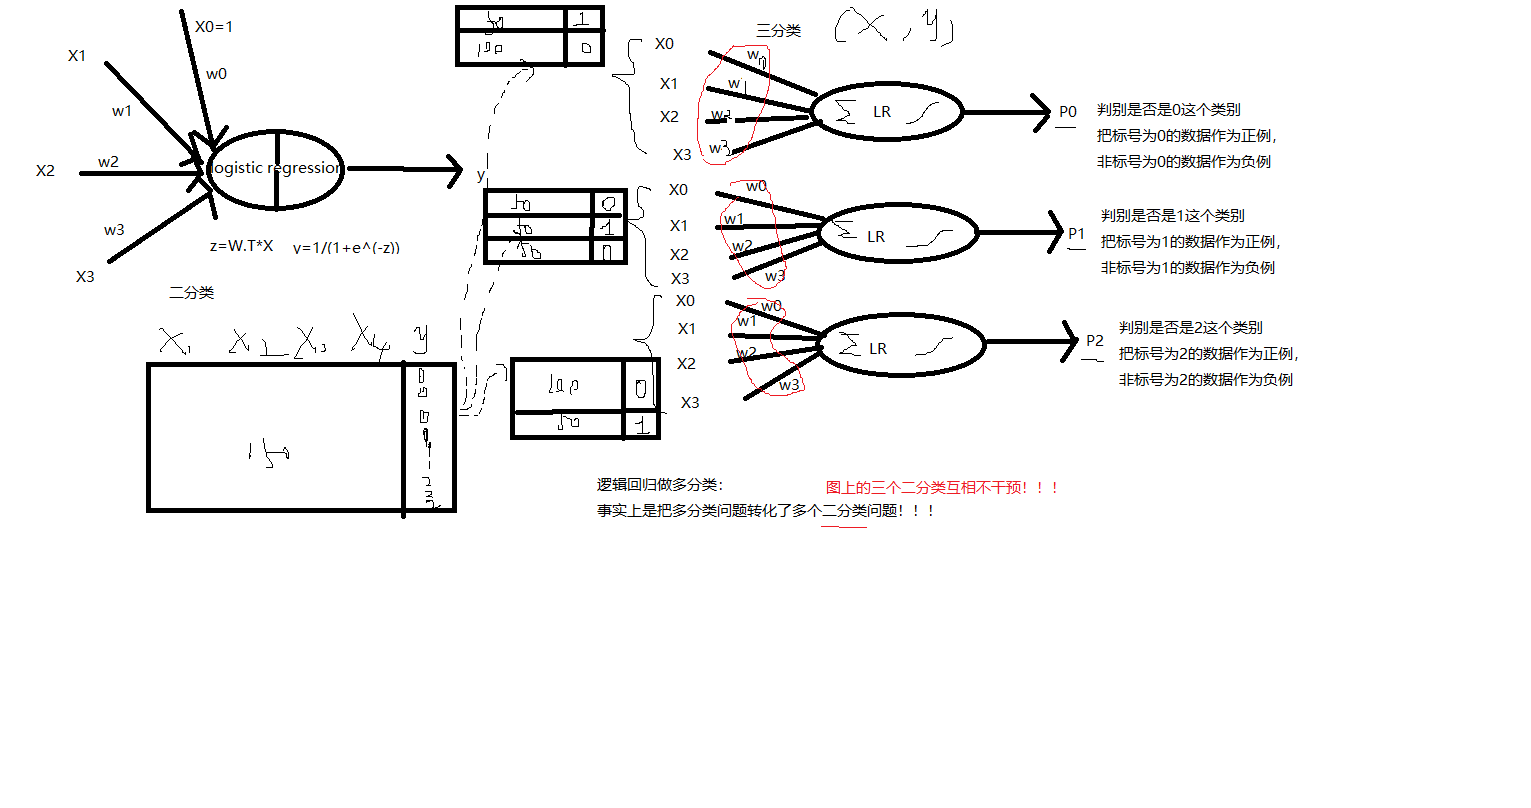 X0=1
X1
w0
w1
X2
w2
logistic regression
y
w3
X3
z=W.T*X
y=1/(1+e^(-z))
二分类
X1
X2
X3
X4
y
150
50
1
100
0
50
0
50
1
50
0
100
0
50
1
三分类
(X,y)
X0
w0
X1
w1
X2
w2
X3
w3
LR
P0
判别是否是0这个类别
把标号为0的数据作为正例，
非标号为0的数据作为负例
X0
w0
X1
w1
X2
w2
X3
w3
LR
P1
判别是否是1这个类别
把标号为1的数据作为正例，
非标号为1的数据作为负例
X0
w0
X1
w1
X2
w2
X3
w3
LR
P2
判别是否是2这个类别
把标号为2的数据作为正例，
非标号为2的数据作为负例
逻辑回归做多分类：
图上的三个二分类互相不干预！！！
事实上是把多分类问题转化了多个二分类问题！！！